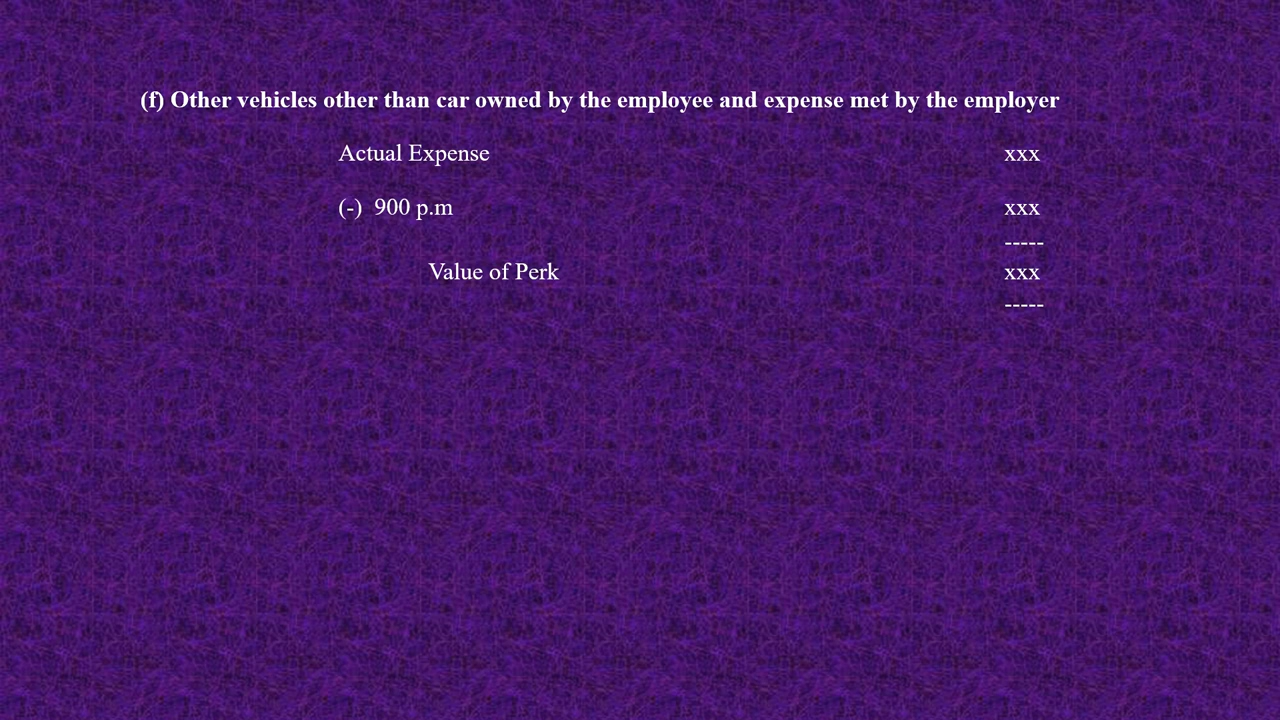 (f) Other vehicles other than car owned by the employee and expense met by the employer
Actual Expense xxx
(-) 900 p.m xxx
-----
Value of Perk xxx
-----